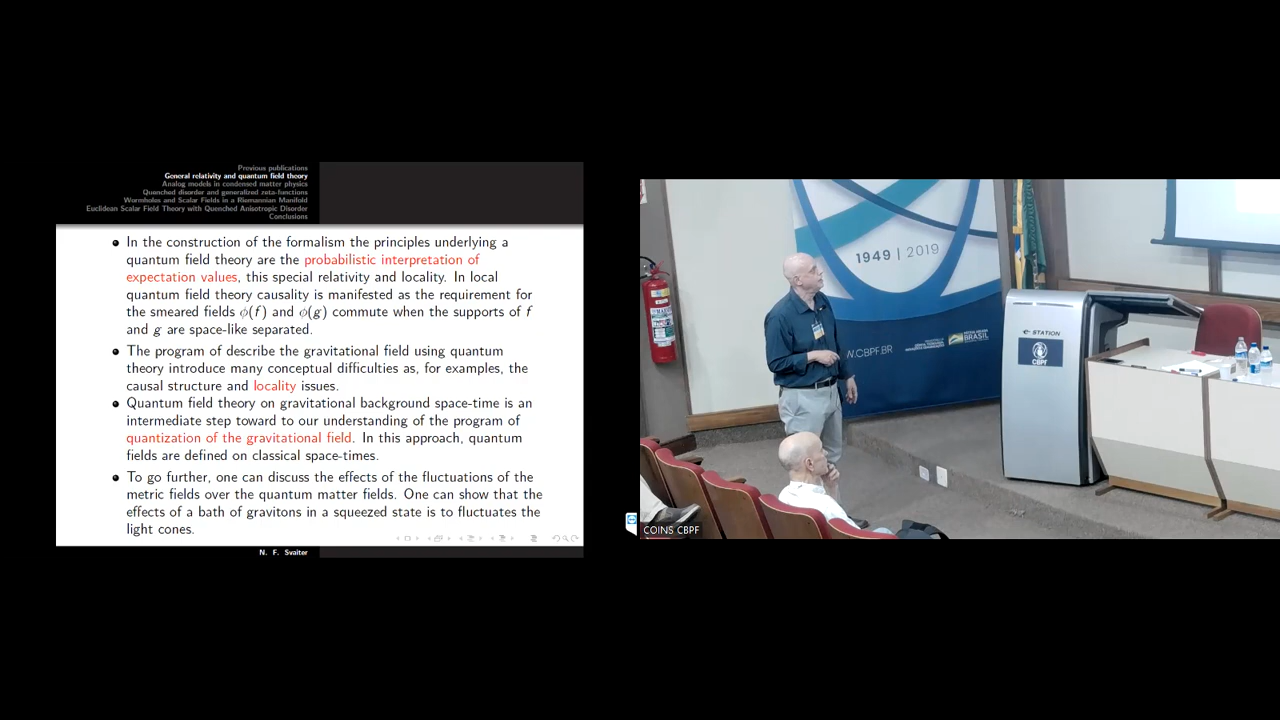 Previous publications
General relativity and quantum field theory
Analog models in condensed matter physics
Quenched disorder and generalized zeta-functions
Wormholes and Scalar Fields in a Riemannian Manifold
Euclidean Scalar Field Theory with Quenched Anisotropic Disorder
Conclusions
In the construction of the formalism the principles underlying a
quantum field theory are the probabilistic interpretation of
expectation values, this special relativity and locality. In local
quantum field theory causality is manifested as the requirement for
the smeared fields ϕ(f) and ϕ(g) commute when the supports of f
and g are space-like separated.
The program of describe the gravitational field using quantum
theory introduce many conceptual difficulties as, for examples, the
causal structure and locality issues.
Quantum field theory on gravitational background space-time is an
intermediate step toward to our understanding of the program of
quantization of the gravitational field. In this approach, quantum
fields are defined on classical space-times.
To go further, one can discuss the effects of the fluctuations of the
metric fields over the quantum matter fields. One can show that the
effects of a bath of gravitons in a squeezed state is to fluctuates the
light cones.
N. F. Svaiter
1949 | 2019
W.CBPF.BR
BRASIL
STATION
CBPF
COINS CBPF